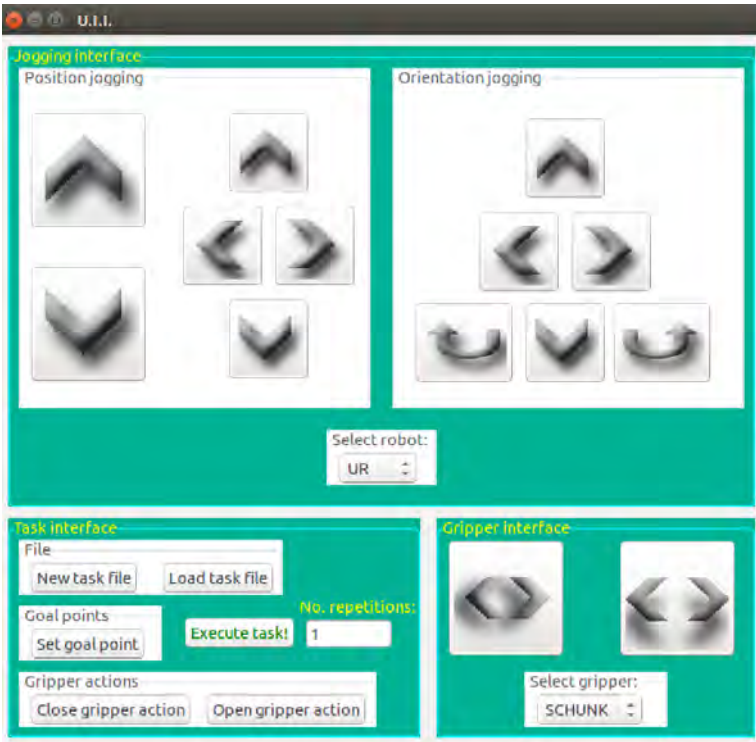 U.I.I.
Jogging interface
Position jogging
Orientation jogging
Select robot:
UR
Task interface
File
New task file
Load task file
Goal points
Set goal point
Execute task!
No. repetitions:
1
Gripper actions
Close gripper action
Open gripper action
Gripper interface
Select gripper:
SCHUNK